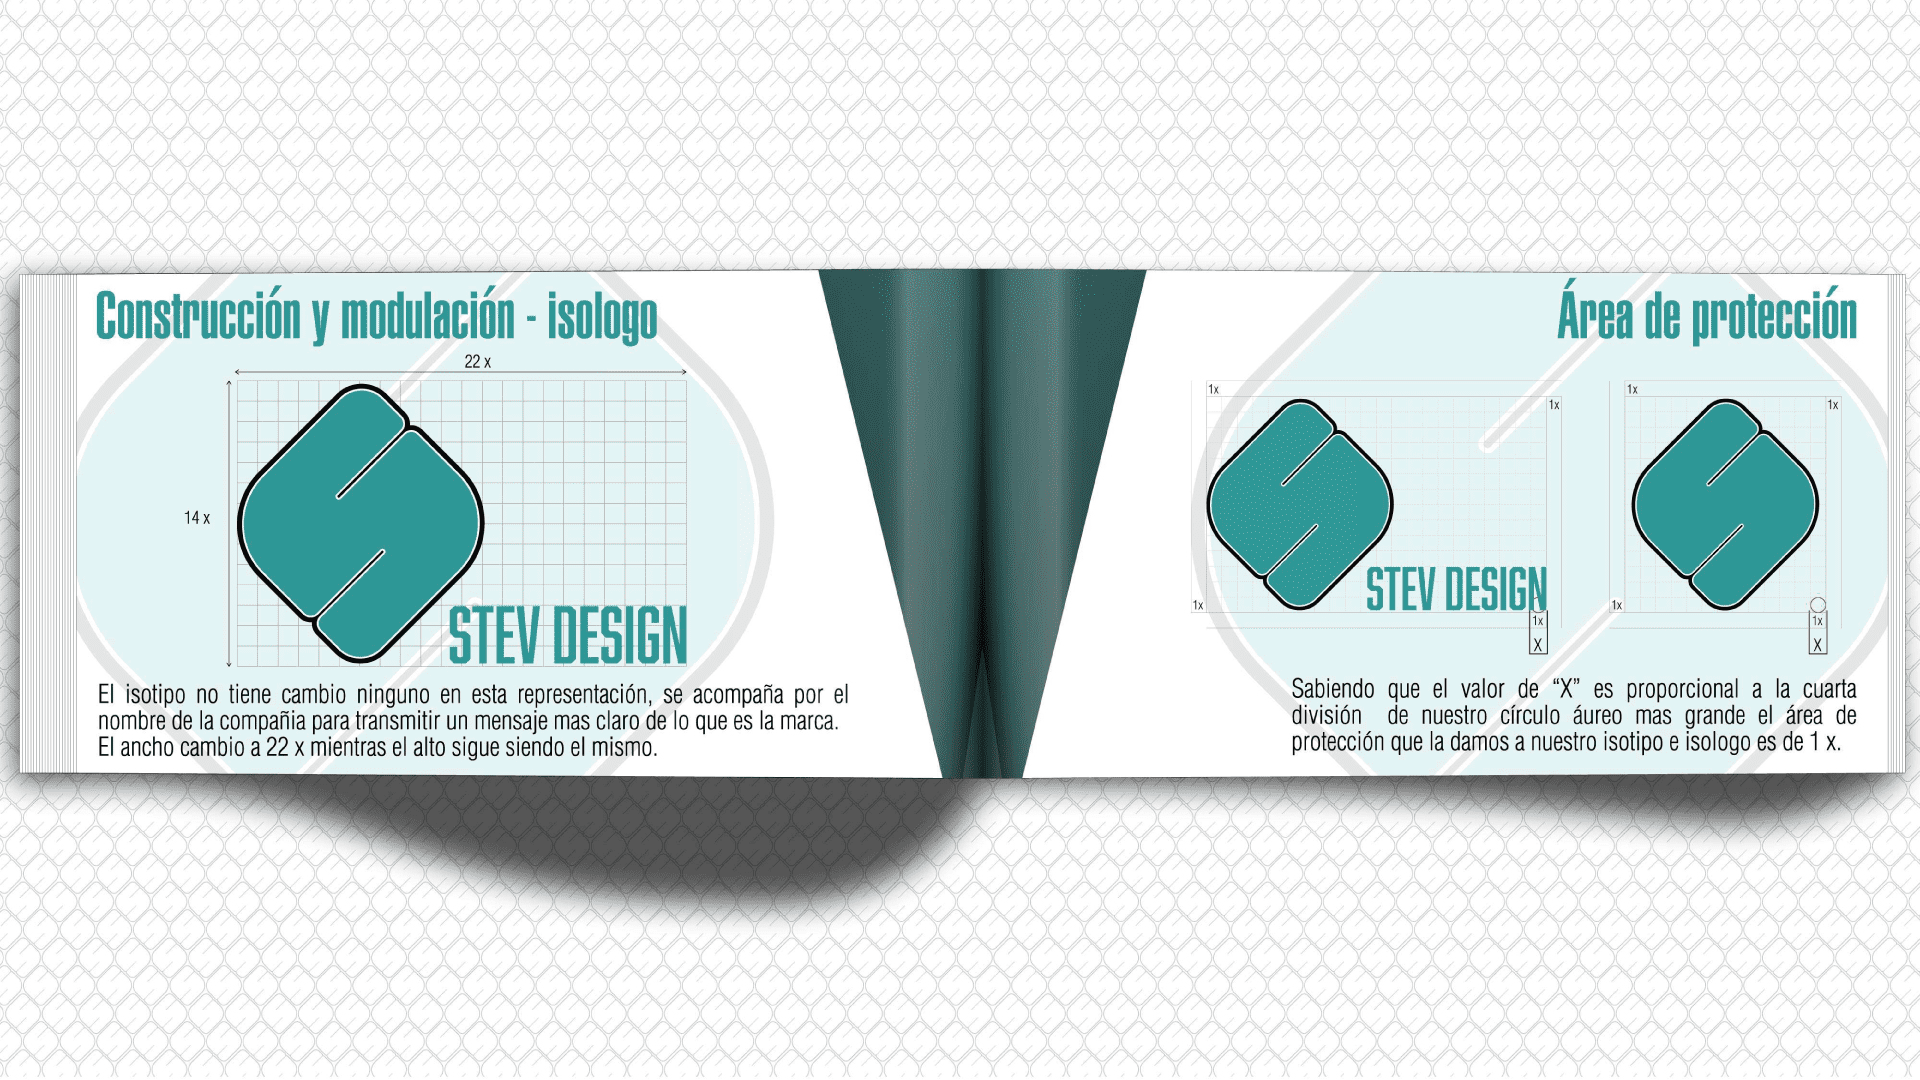 Construcción y modulación - isologo
22 x
14 x
STEV DESIGN
El isotipo no tiene cambio ninguno en esta representación, se acompaña por el
nombre de la compañia para transmitir un mensaje mas claro de lo que es la marca.
El ancho cambio a 22 x mientras el alto sigue siendo el mismo.
Área de protección
1x
1x
STEV DESIGN
1x
1x
X
1x
1x
1x
1x
X
Sabiendo que el valor de “X” es proporcional a la cuarta
división de nuestro círculo áureo mas grande el área de
protección que la damos a nuestro isotipo e isologo es de 1 x.